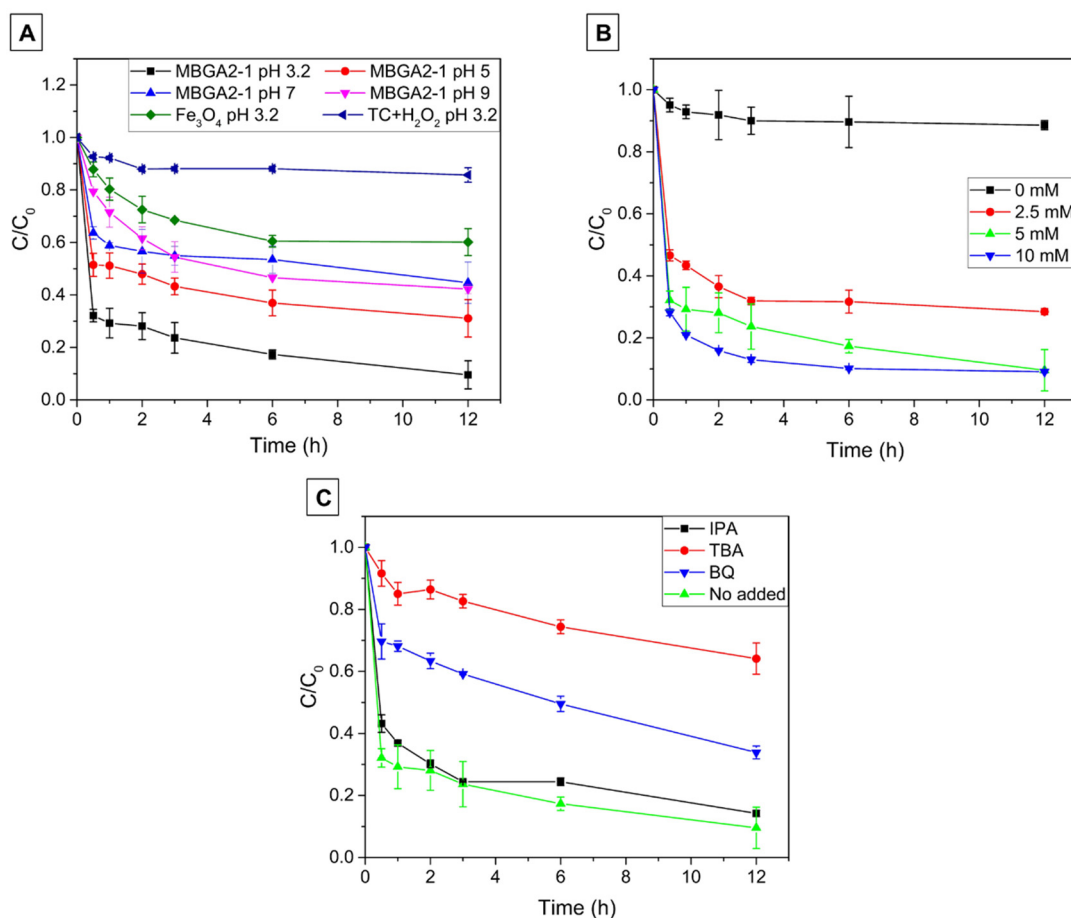 A
MBGA2-1 pH 3.2 MBGA2-1 pH 5
MBGA2-1 pH 7 MBGA2-1 pH 9
Fe₃O₄ pH 3.2 TC+H₂O₂ pH 3.2
1.2
1.0
0.8
0.6
0.4
0.2
0.0
C/C₀
0 2 4 6 8 10 12
Time (h)
B
1.0
0.8
0.6
0.4
0.2
0.0
C/C₀
0 mM
2.5 mM
5 mM
10 mM
0 2 4 6 8 10 12
Time (h)
C
IPA
TBA
BQ
No added
1.0
0.8
0.6
0.4
0.2
0.0
C/C₀
0 2 4 6 8 10 12
Time (h)